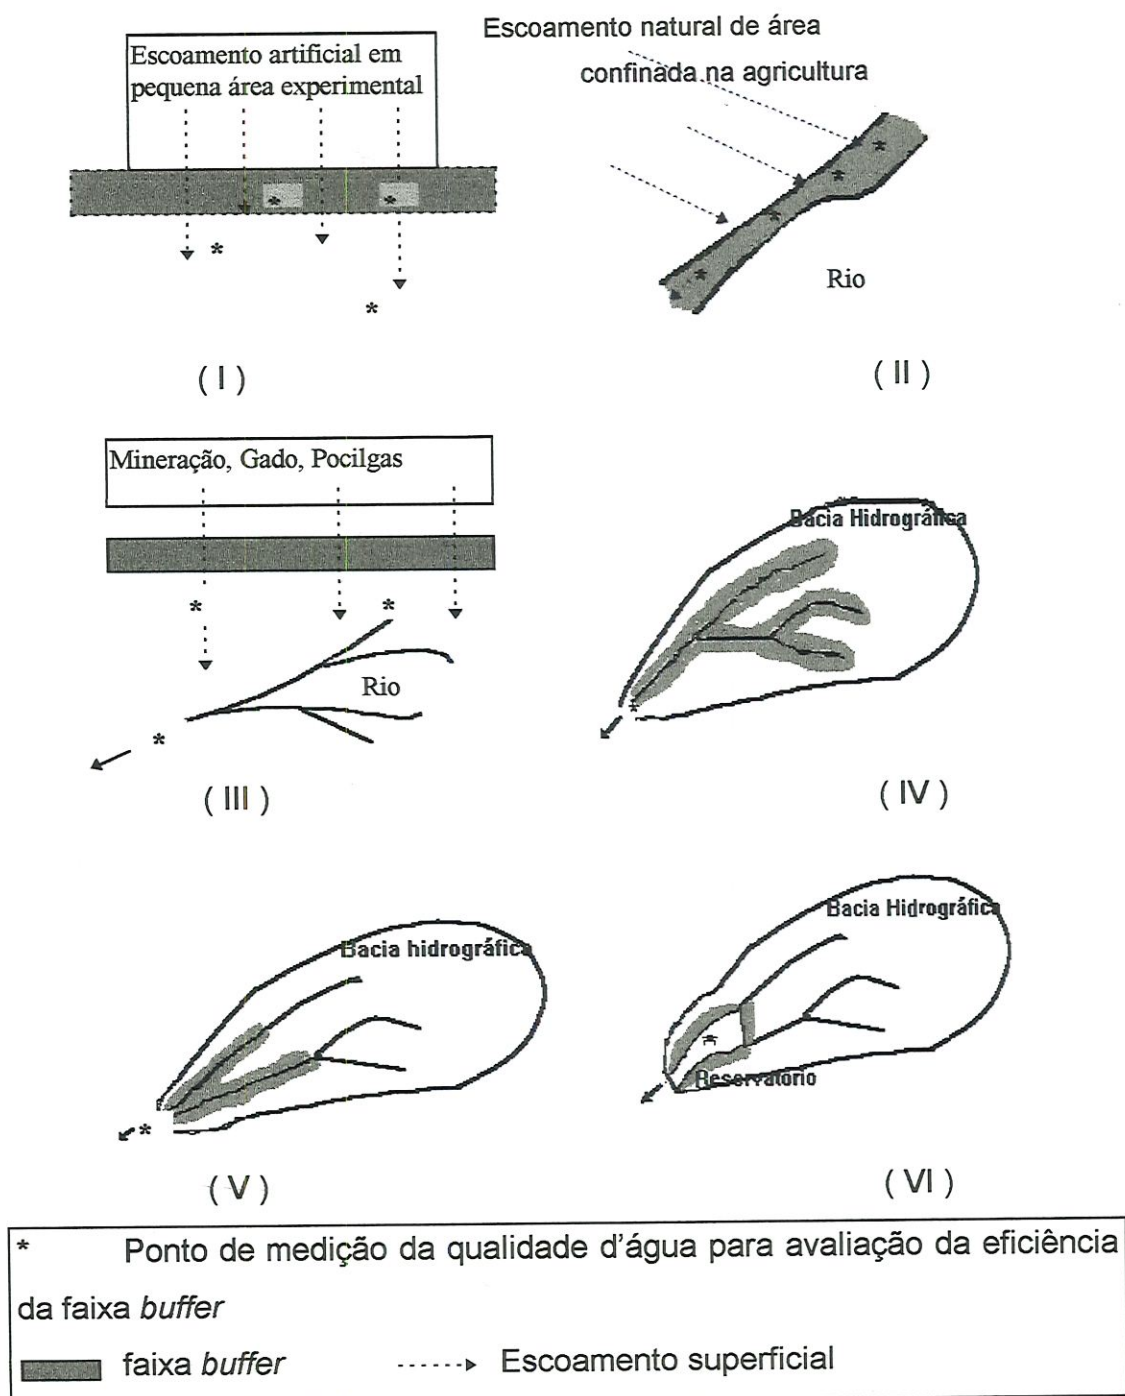 Escoamento artificial em
pequena área experimental
*
*
*
*
( I )
Escoamento natural de área
confinada na agricultura
*
*
*
*
Rio
( II )
Mineração, Gado, Pocilgas
*
*
Rio
*
( III )
Bacia Hidrográfica
*
( IV )
Bacia hidrográfica
*
( V )
Bacia Hidrográfica
*
Reservatório
( VI )
* Ponto de medição da qualidade d'água para avaliação da eficiência
da faixa buffer
faixa buffer Escoamento superficial